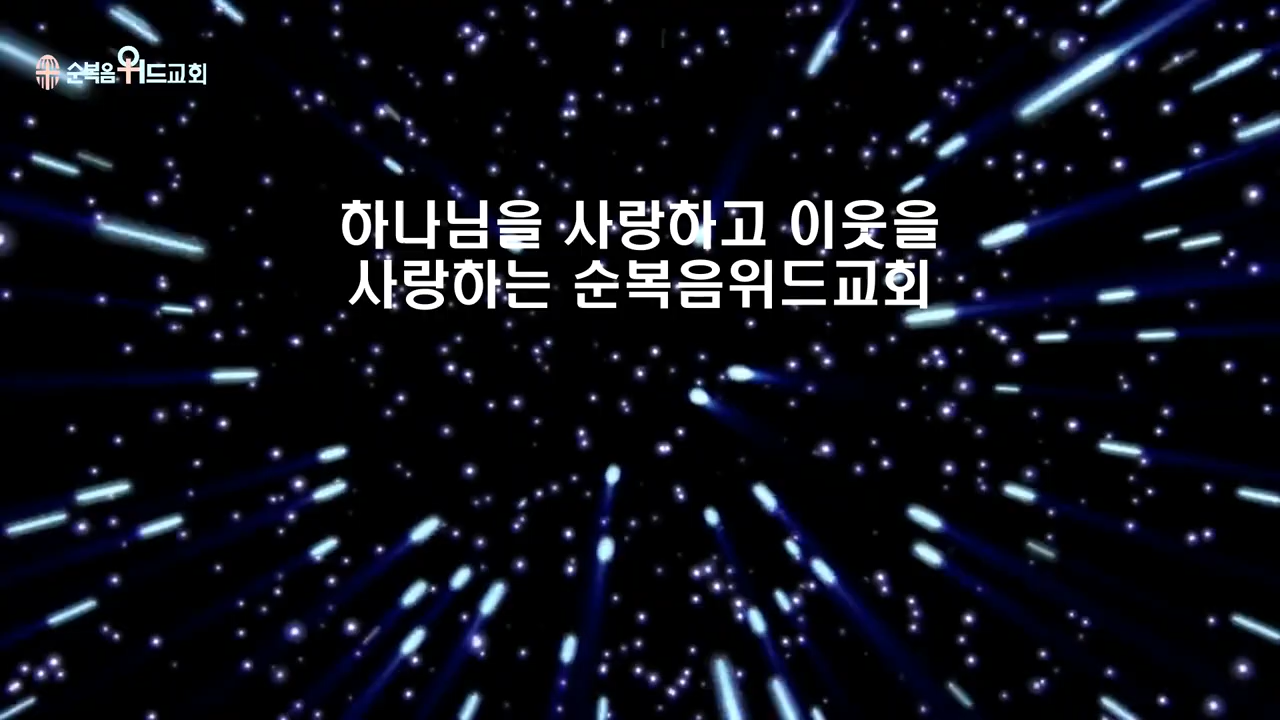 순복음위드교회
하나님을 사랑하고 이웃을
사랑하는 순복음위드교회